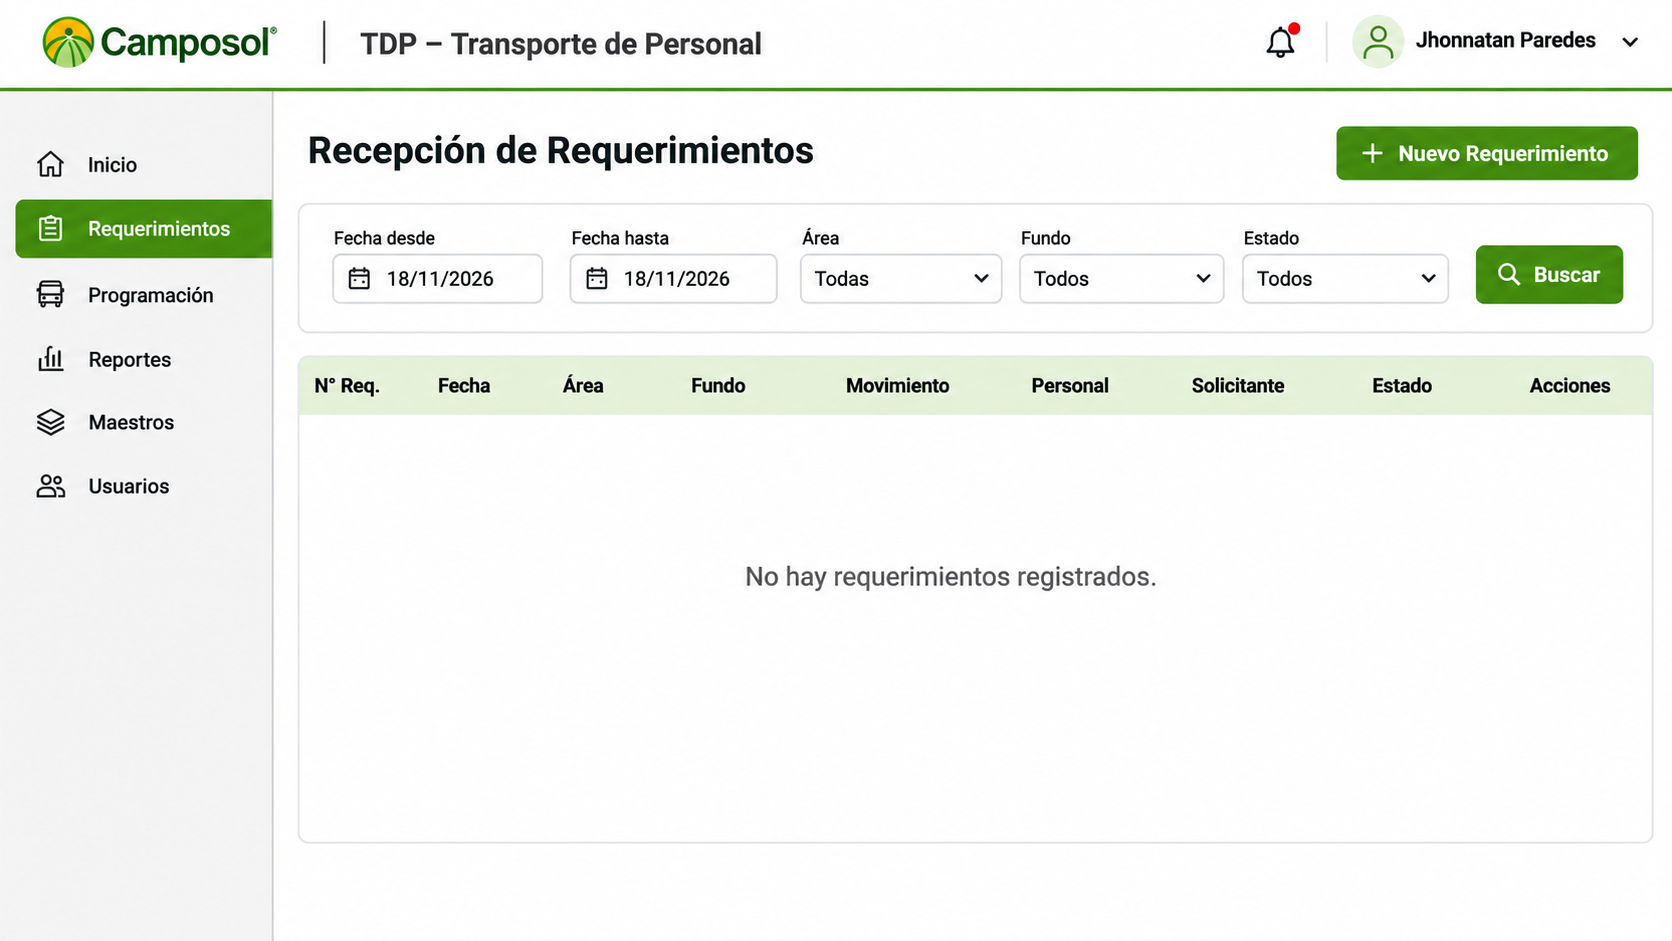 Camposol®
TDP – Transporte de Personal
Jhonnatan Paredes
Inicio
Requerimientos
Programación
Reportes
Maestros
Usuarios
Recepción de Requerimientos
+ Nuevo Requerimiento
Fecha desde
18/11/2026
Fecha hasta
18/11/2026
Área
Todas
Fundo
Todos
Estado
Todos
Buscar
N° Req. Fecha Área Fundo Movimiento Personal Solicitante Estado Acciones
No hay requerimientos registrados.